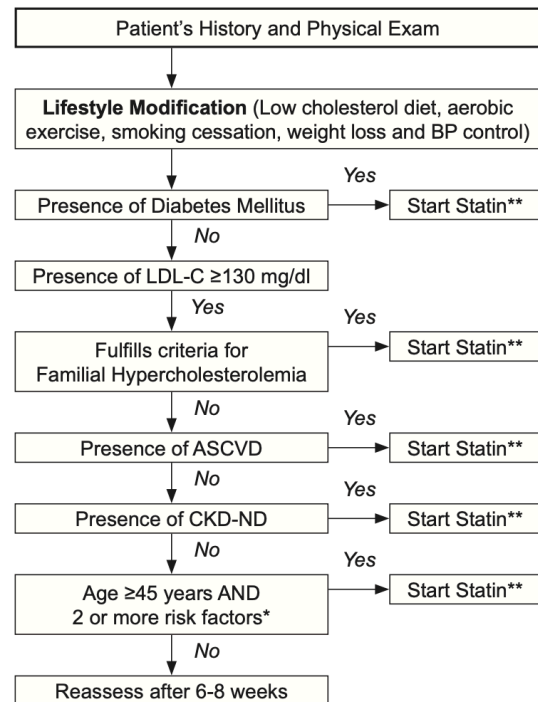 Patient's History and Physical Exam
Lifestyle Modification (Low cholesterol diet, aerobic
exercise, smoking cessation, weight loss and BP control)
Yes
Presence of Diabetes Mellitus
Start Statin**
No
Presence of LDL-C ≥130 mg/dl
Yes
Yes
Fulfills criteria for
Familial Hypercholesterolemia
Start Statin**
No
Yes
Presence of ASCVD
Start Statin**
No
Yes
Presence of CKD-ND
Start Statin**
No
Yes
Age ≥45 years AND
2 or more risk factors*
Start Statin**
No
Reassess after 6-8 weeks